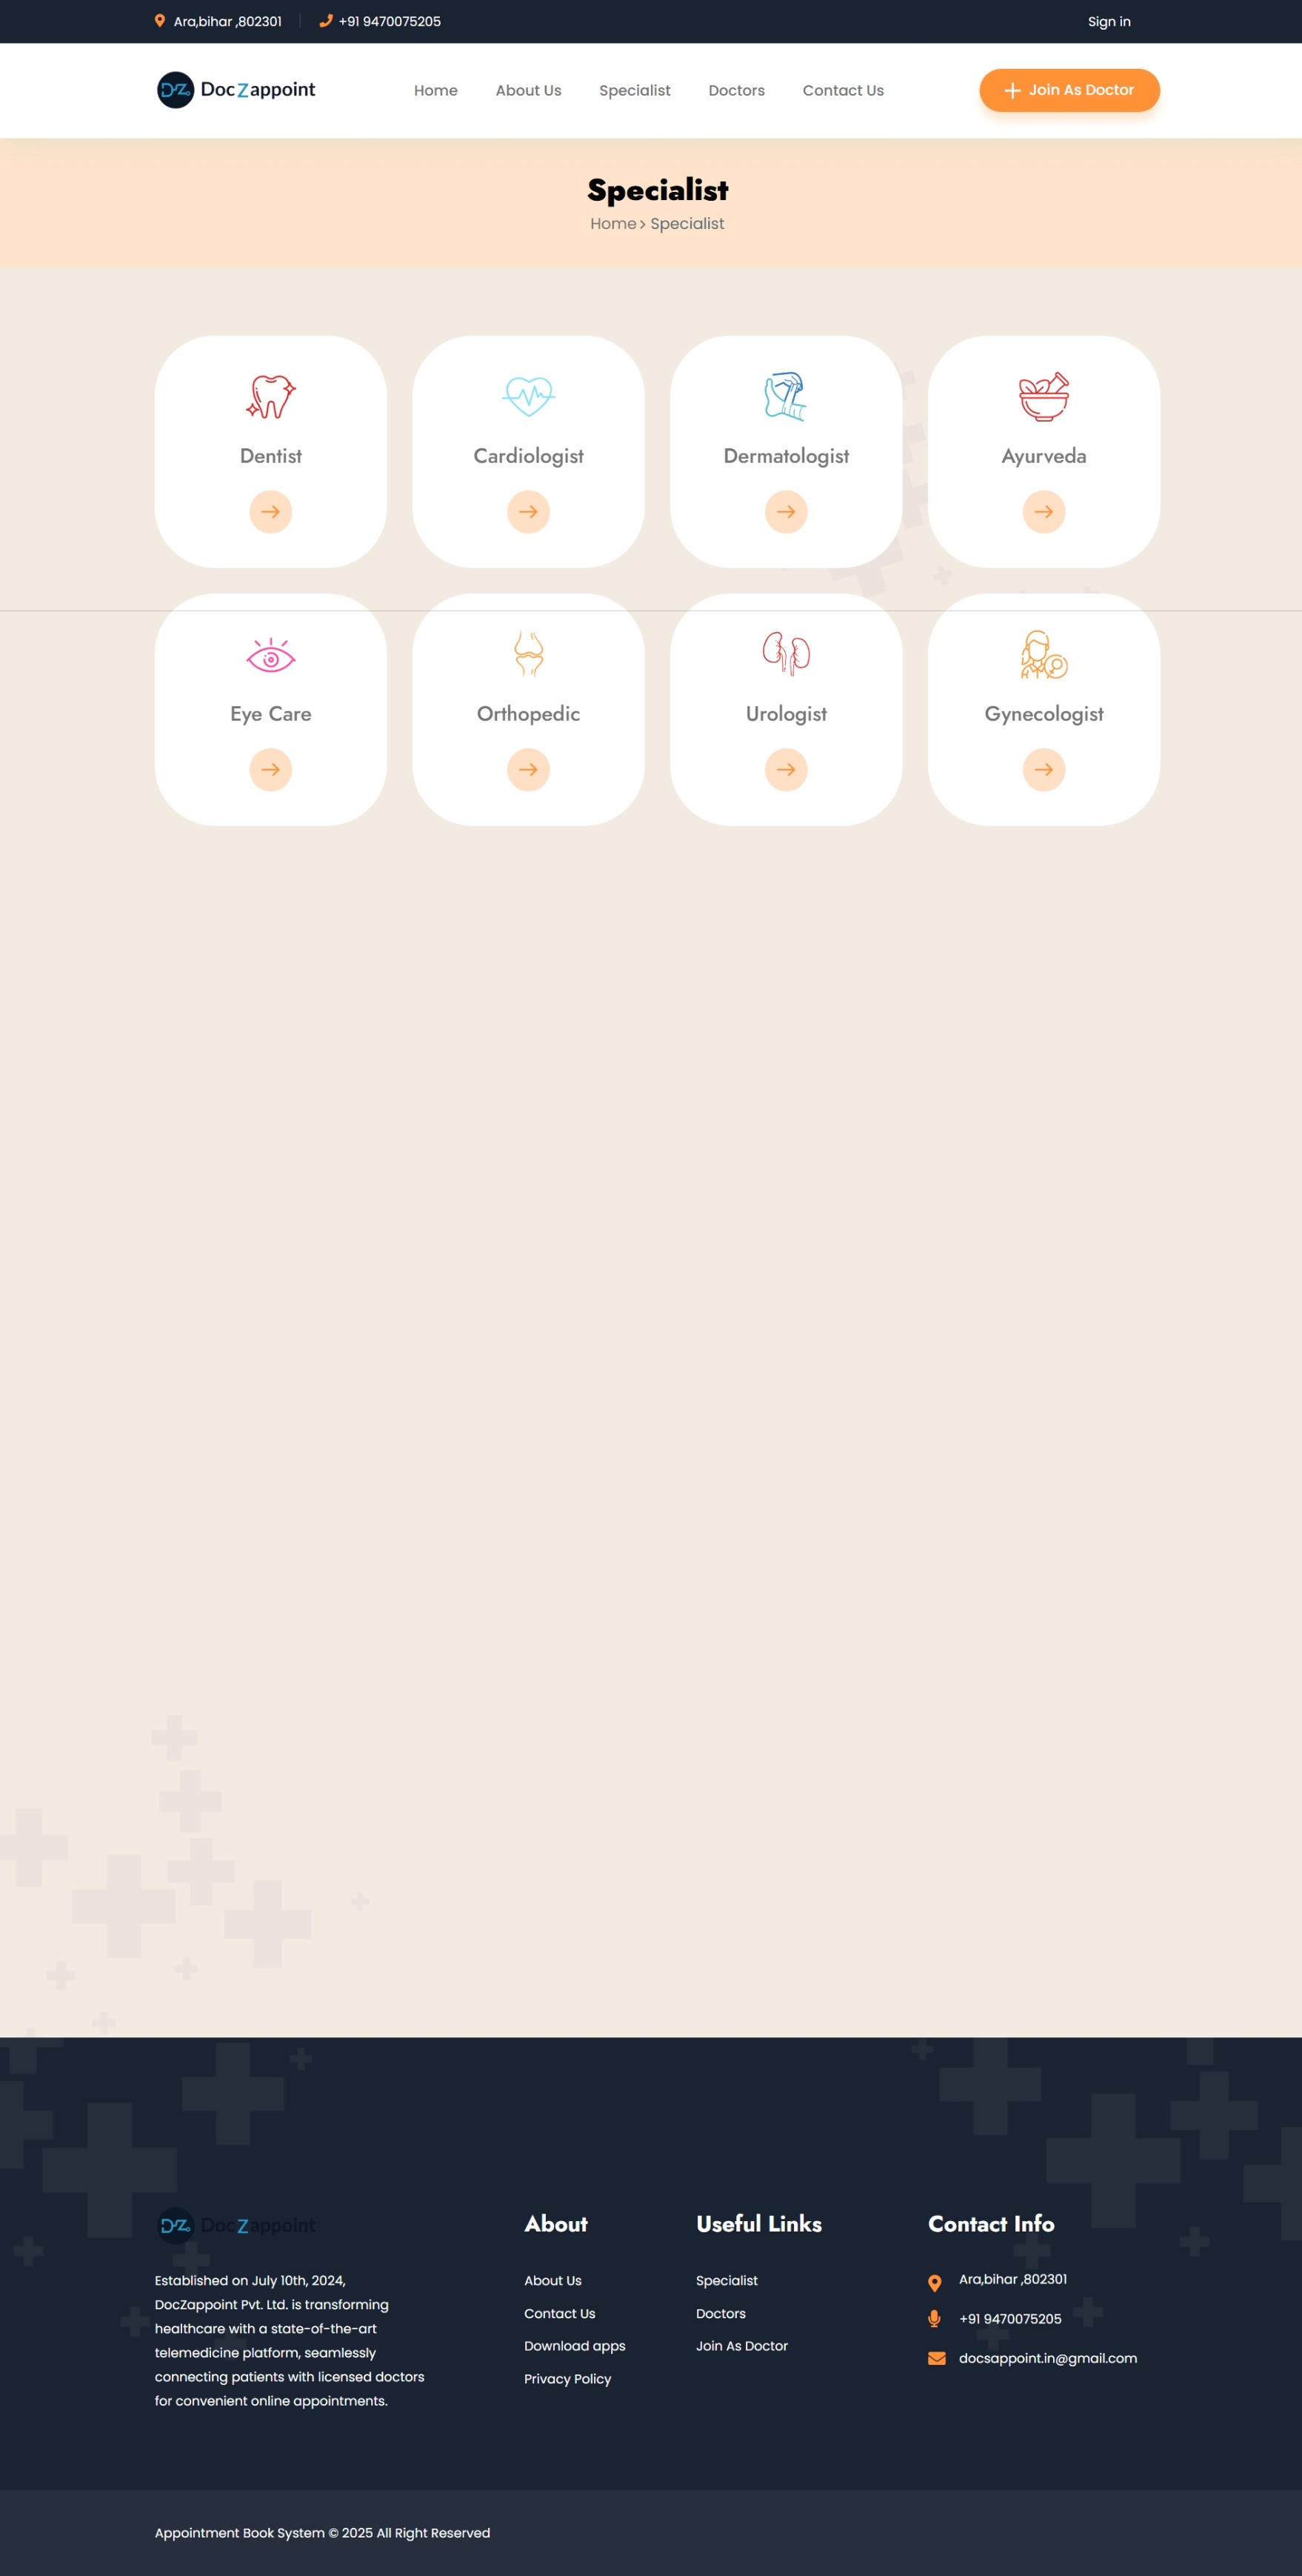 Ara,bihar ,802301
+91 9470075205
Sign in
DZ
DocZappoint
Home
About Us
Specialist
Doctors
Contact Us
Join As Doctor
Specialist
Home › Specialist
Dentist
Cardiologist
Dermatologist
Ayurveda
Eye Care
Orthopedic
Urologist
Gynecologist
DZ
DocZappoint
Established on July 10th, 2024,
DocZappoint Pvt. Ltd. is transforming
healthcare with a state-of-the-art
telemedicine platform, seamlessly
connecting patients with licensed doctors
for convenient online appointments.
About
About Us
Contact Us
Download apps
Privacy Policy
Useful Links
Specialist
Doctors
Join As Doctor
Contact Info
Ara,bihar ,802301
+91 9470075205
docsappoint.in@gmail.com
Appointment Book System © 2025 All Right Reserved